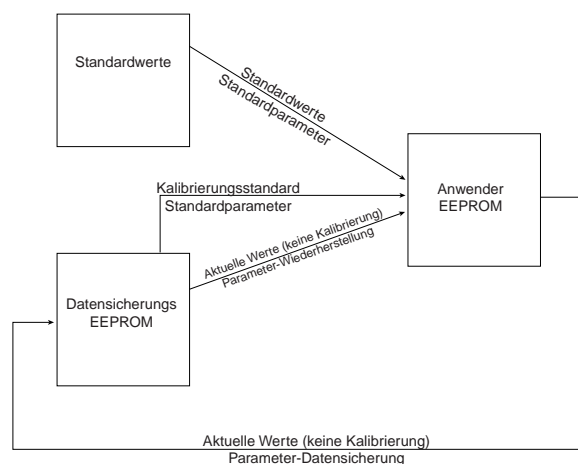 Standardwerte
Standardwerte
Standardparameter
Anwender
EEPROM
Kalibrierungsstandard
Standardparameter
Aktuelle Werte (keine Kalibrierung)
Parameter-Wiederherstellung
Datensicherungs
EEPROM
Aktuelle Werte (keine Kalibrierung)
Parameter-Datensicherung